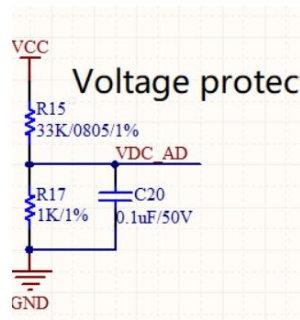 VCC
Voltage protec
R15
33K/0805/1%
VDC_AD
R17
1K/1%
C20
0.1uF/50V
GND